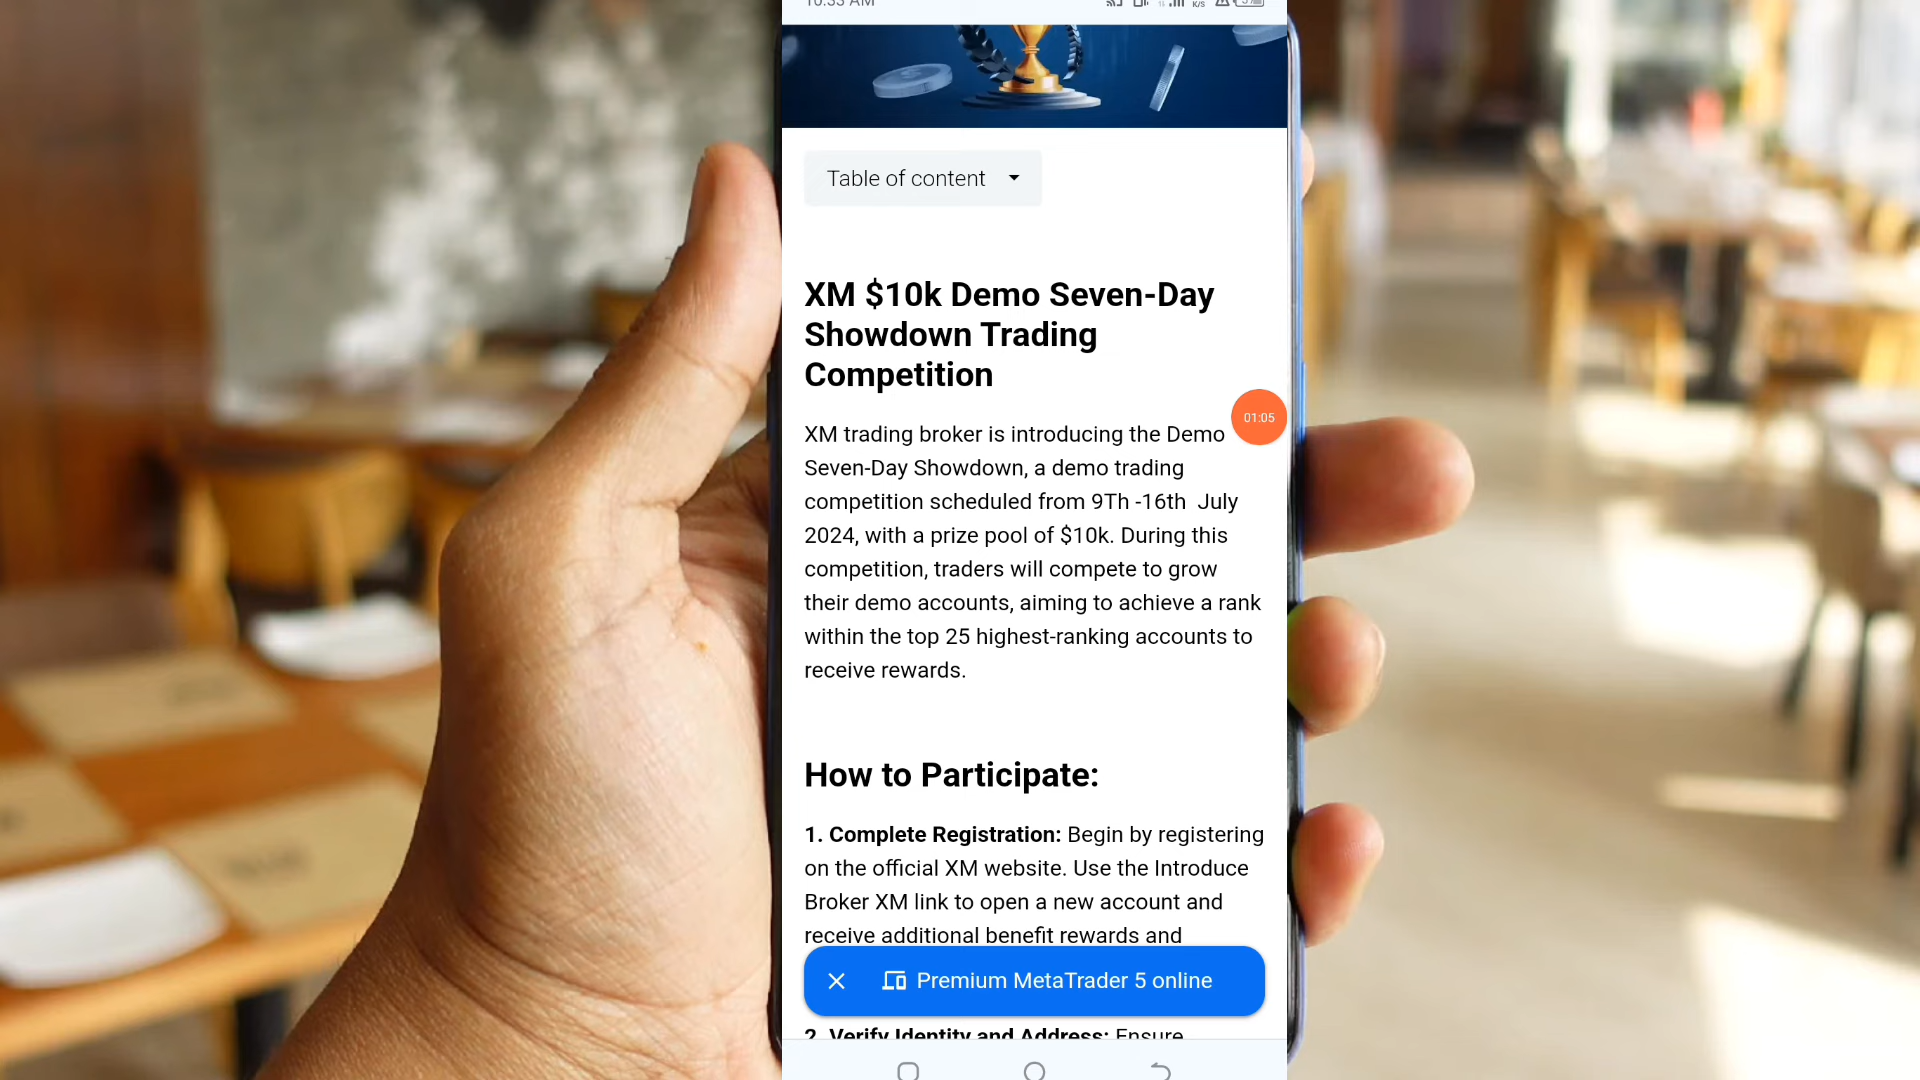 10:33 AM
K/S
Table of content
XM $10k Demo Seven-Day
Showdown Trading
Competition
01:05
XM trading broker is introducing the Demo
Seven-Day Showdown, a demo trading
competition scheduled from 9Th -16th  July
2024, with a prize pool of $10k. During this
competition, traders will compete to grow
their demo accounts, aiming to achieve a rank
within the top 25 highest-ranking accounts to
receive rewards.
How to Participate:
1. Complete Registration: Begin by registering
on the official XM website. Use the Introduce
Broker XM link to open a new account and
receive additional benefit rewards and
Premium MetaTrader 5 online
2. Verify Identity and Address: Ensure